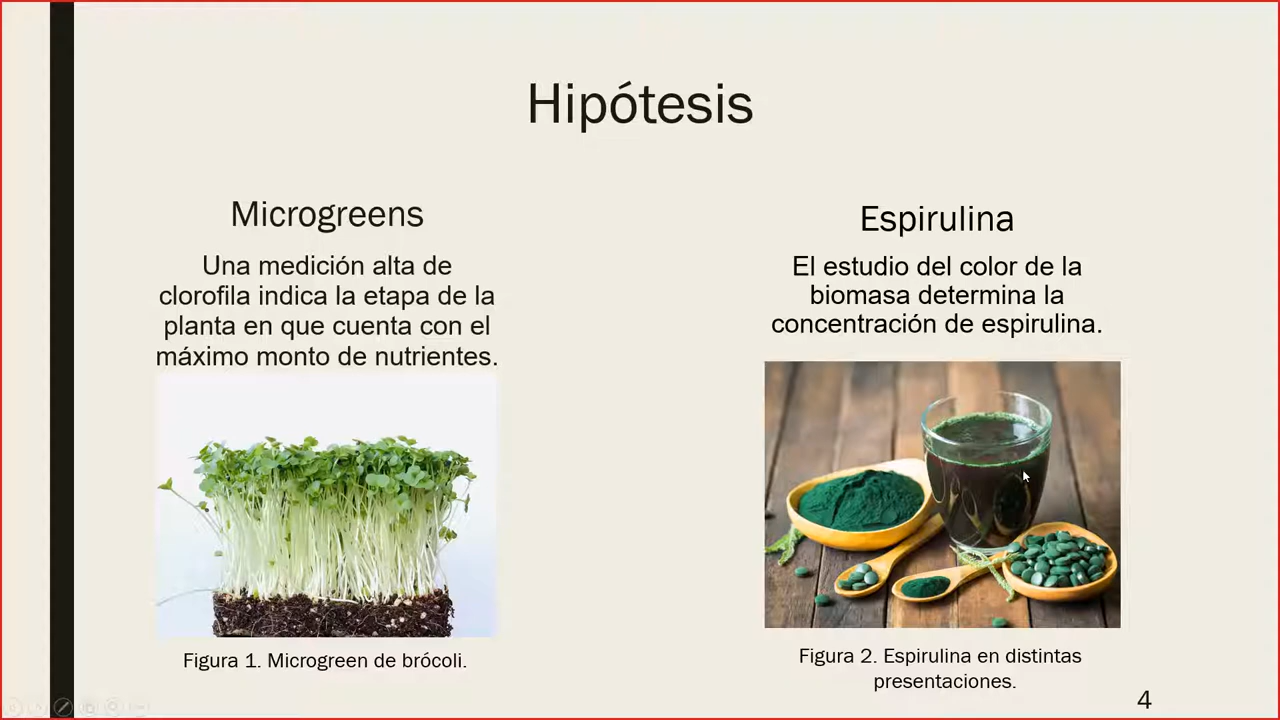 Hipótesis
Microgreens
Una medición alta de
clorofila indica la etapa de la
planta en que cuenta con el
máximo monto de nutrientes.
Figura 1. Microgreen de brócoli.
Espirulina
El estudio del color de la
biomasa determina la
concentración de espirulina.
Figura 2. Espirulina en distintas
presentaciones.
4